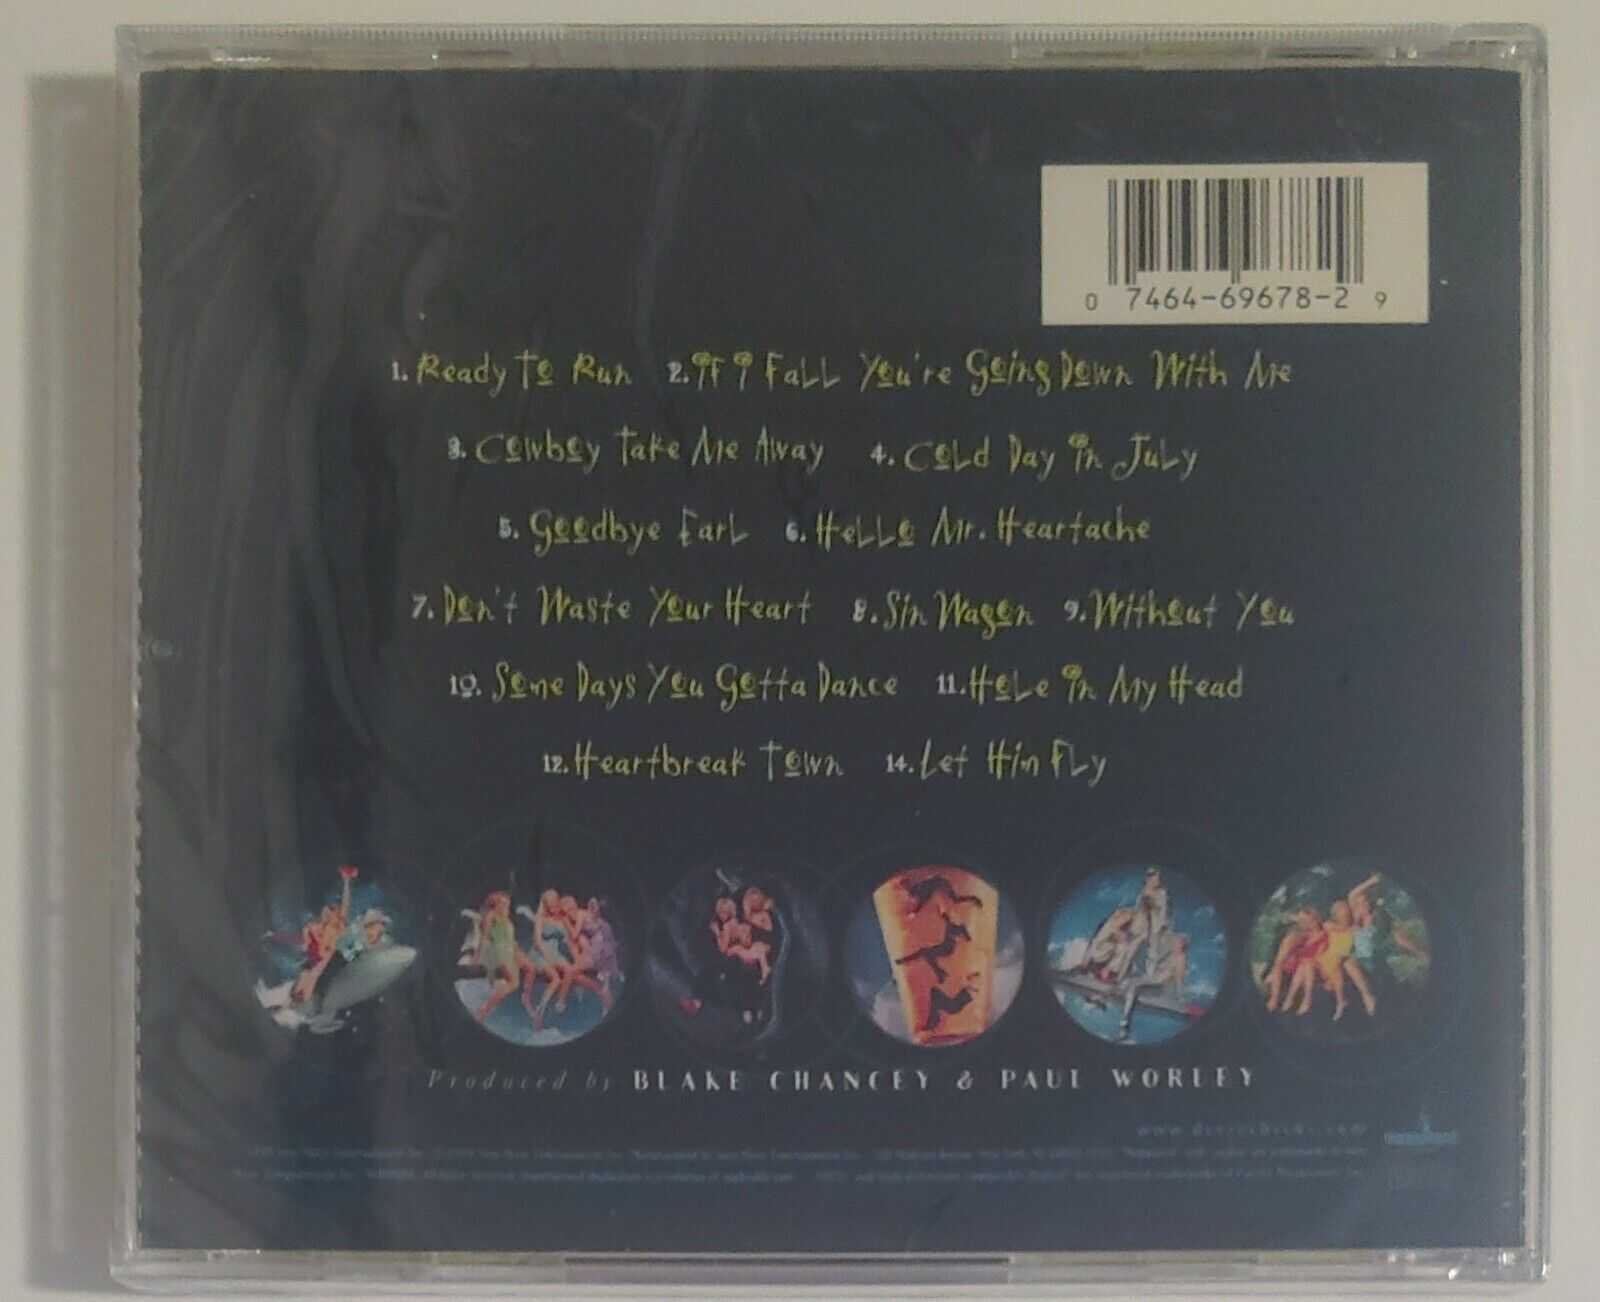 0 7464-69678-2 9
1. Ready To Run 2. If I Fall You're Going Down With Me
3. Cowboy Take Me Away 4. Cold Day In July
5. Goodbye Earl 6. Hello Mr. Heartache
7. Don't Waste Your Heart 8. Sin Wagon 9. Without You
10. Some Days You Gotta Dance 11. Hole In My Head
12. Heartbreak Town 14. Let Him Fly
Produced by BLAKE CHANCEY & PAUL WORLEY